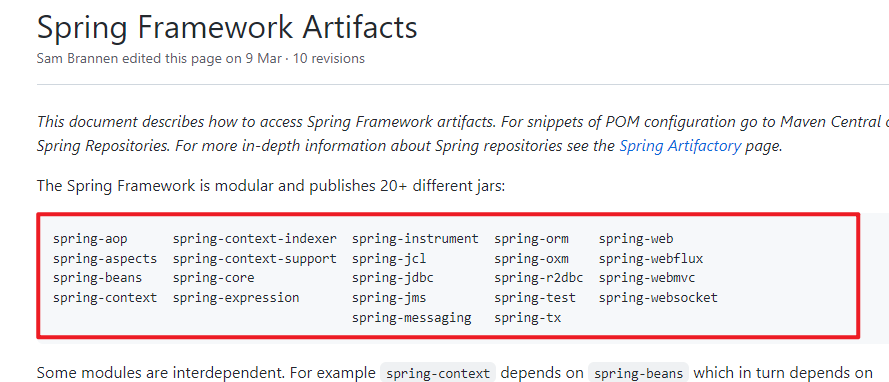 Spring Framework Artifacts
Sam Brannen edited this page on 9 Mar · 10 revisions
This document describes how to access Spring Framework artifacts. For snippets of POM configuration go to Maven Central
Spring Repositories. For more in-depth information about Spring repositories see the Spring Artifactory page.
The Spring Framework is modular and publishes 20+ different jars:
spring-aop spring-context-indexer spring-instrument spring-orm spring-web
spring-aspects spring-context-support spring-jcl spring-oxm spring-webflux
spring-beans spring-core spring-jdbc spring-r2dbc spring-webmvc
spring-context spring-expression spring-jms spring-test spring-websocket
spring-messaging spring-tx
Some modules are interdependent. For example spring-context depends on spring-beans which in turn depends on